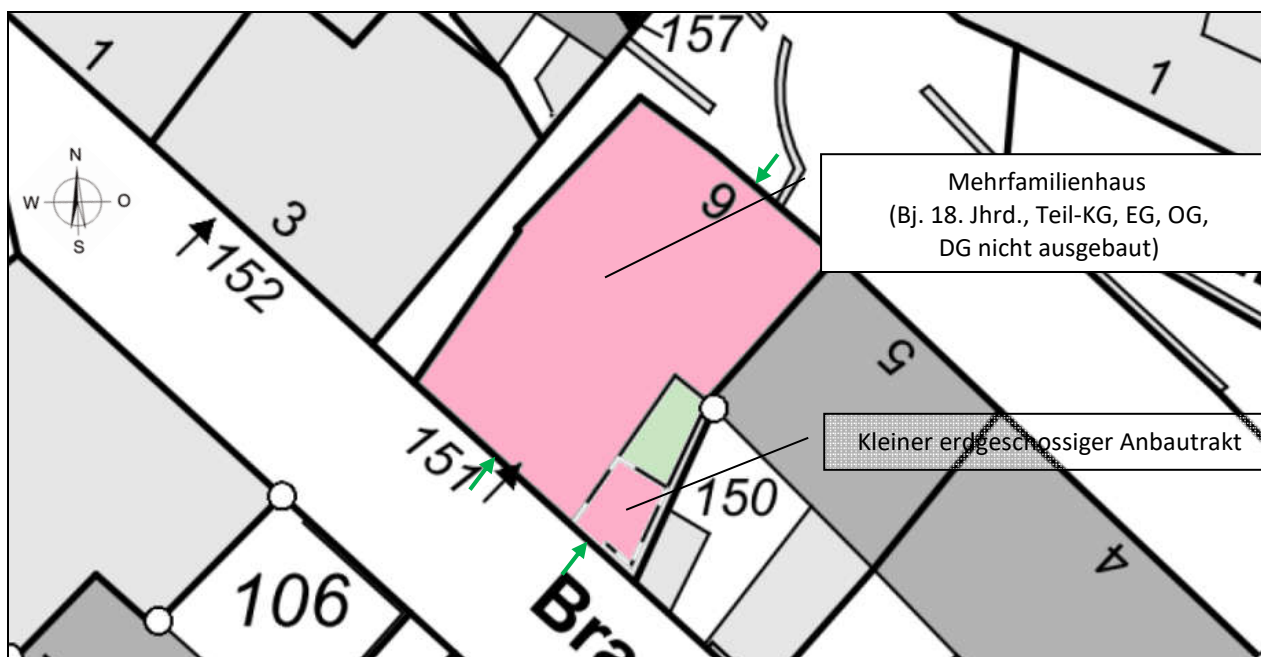 157
1
1
N
W O
S
Mehrfamilienhaus
(Bj. 18. Jhrd., Teil-KG, EG, OG,
DG nicht ausgebaut)
9
3
152
5
Kleiner erdgeschossiger Anbautrakt
151
150
4
106
Bra